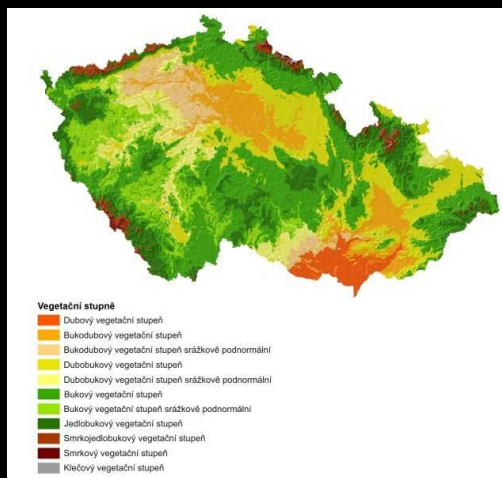 Vegetační stupně
Dubový vegetační stupeň
Bukodubový vegetační stupeň
Bukodubový vegetační stupeň srážkově podnormální
Dubobukový vegetační stupeň
Dubobukový vegetační stupeň srážkově podnormální
Bukový vegetační stupeň
Bukový vegetační stupeň srážkově podnormální
Jedlobukový vegetační stupeň
Smrkojedlobukový vegetační stupeň
Smrkový vegetační stupeň
Klečový vegetační stupeň